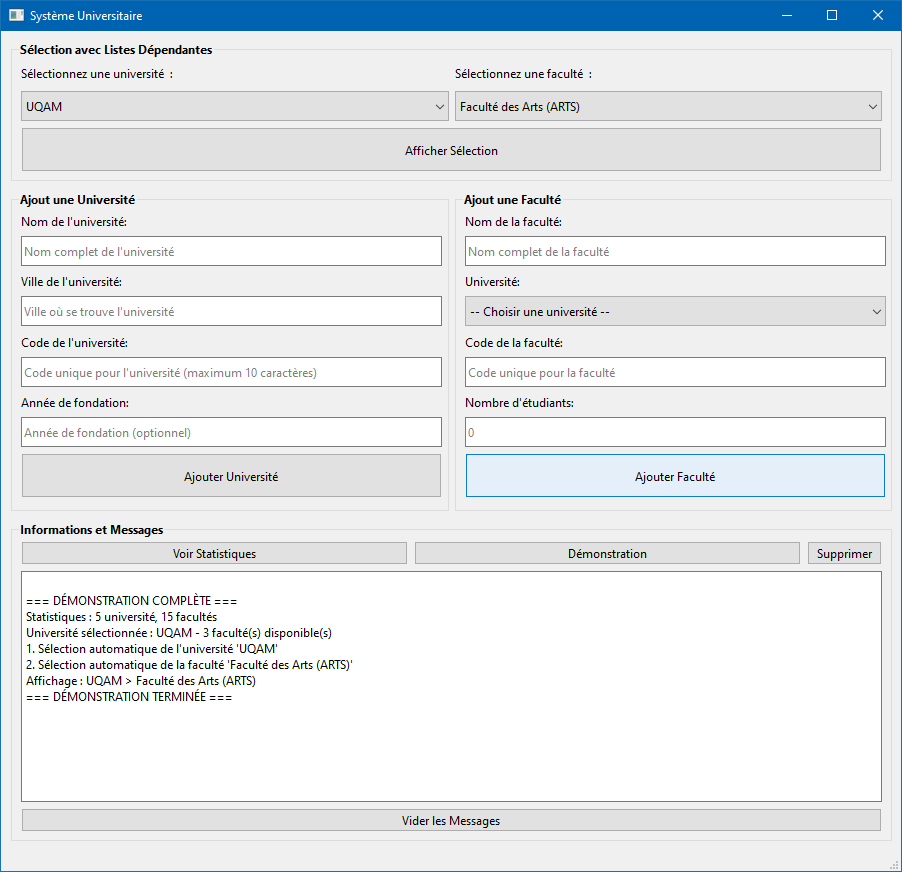 Système Universitaire
Sélection avec Listes Dépendantes
Sélectionnez une université :
Sélectionnez une faculté :
UQAM
Faculté des Arts (ARTS)
Afficher Sélection
Ajout une Université
Nom de l'université:
Nom complet de l'université
Ville de l'université:
Ville où se trouve l'université
Code de l'université:
Code unique pour l'université (maximum 10 caractères)
Année de fondation:
Année de fondation (optionnel)
Ajouter Université
Ajout une Faculté
Nom de la faculté:
Nom complet de la faculté
Université:
-- Choisir une université --
Code de la faculté:
Code unique pour la faculté
Nombre d'étudiants:
0
Ajouter Faculté
Informations et Messages
Voir Statistiques
Démonstration
Supprimer
=== DÉMONSTRATION COMPLÈTE ===
Statistiques : 5 université, 15 facultés
Université sélectionnée : UQAM - 3 faculté(s) disponible(s)
1. Sélection automatique de l'université 'UQAM'
2. Sélection automatique de la faculté 'Faculté des Arts (ARTS)'
Affichage : UQAM > Faculté des Arts (ARTS)
=== DÉMONSTRATION TERMINÉE ===
Vider les Messages